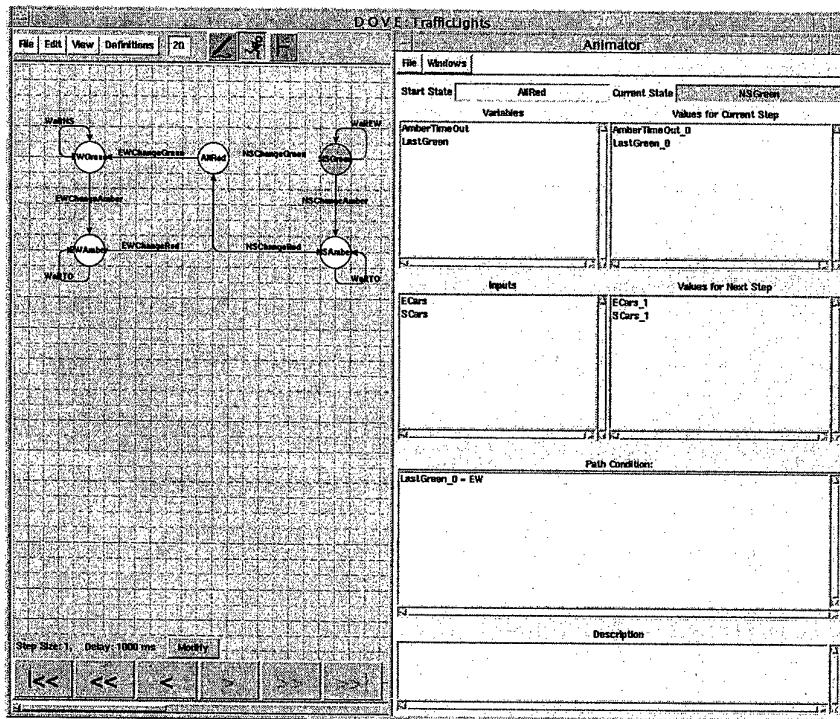 DOVE: TrafficLights
File Edit View Definitions 20
WaitNS
EWGreen
EWChangeGreen
AllRed
NSChangeGreen
NSGreen
WaitEW
EWChangeAmber
NSChangeAmber
EWAmber
EWChangeRed
NSChangeRed
NSAmber
WaitTO
WaitTO
Step Size: 1. Delay: 1000 ms Modify
|<< << < > >> >>|
Animator
File Windows
Start State AllRed Current State NSGreen
Variables
AmberTimeOut
LastGreen
Values for Current Step
AmberTimeOut_0
LastGreen_0
Inputs
ECars
SCars
Values for Next Step
ECars_1
SCars_1
Path Condition:
LastGreen_0 = EW
Description